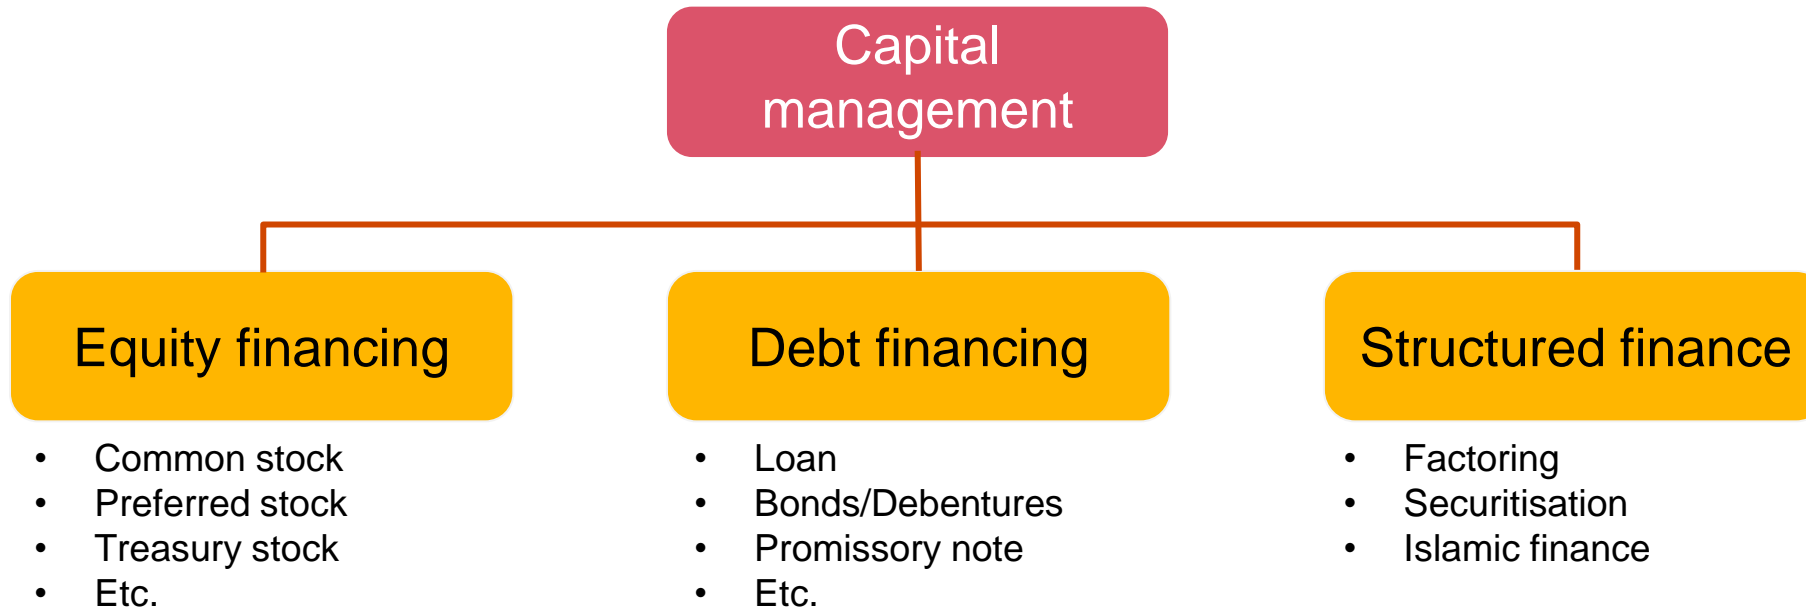 Capital
management
Equity financing
Debt financing
Structured finance
• Common stock
• Preferred stock
• Treasury stock
• Etc.
• Loan
• Bonds/Debentures
• Promissory note
• Etc.
• Factoring
• Securitisation
• Islamic finance